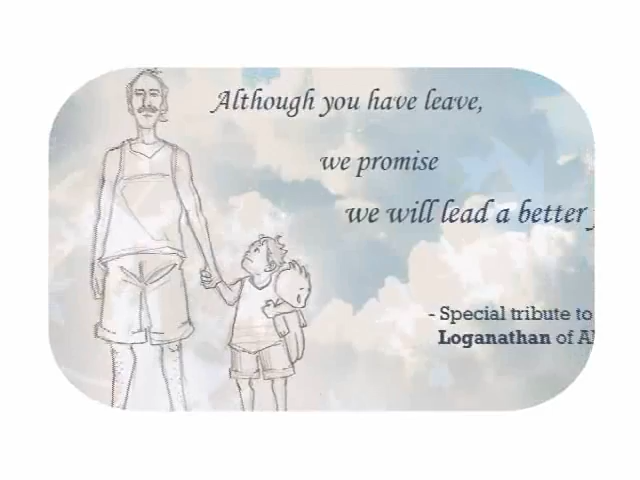 Although you have leave,
we promise
we will lead a better
- Special tribute to
Loganathan of